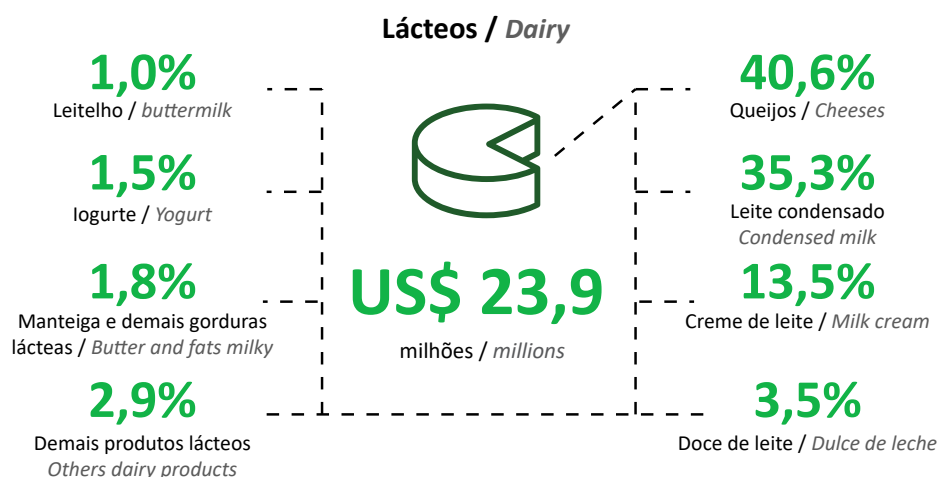 Lácteos / Dairy
1,0%
Leitelho / buttermilk
1,5%
Iogurte / Yogurt
1,8%
Manteiga e demais gorduras
lácteas / Butter and fats milky
2,9%
Demais produtos lácteos
Others dairy products
US$ 23,9
milhões / millions
40,6%
Queijos / Cheeses
35,3%
Leite condensado
Condensed milk
13,5%
Creme de leite / Milk cream
3,5%
Doce de leite / Dulce de leche